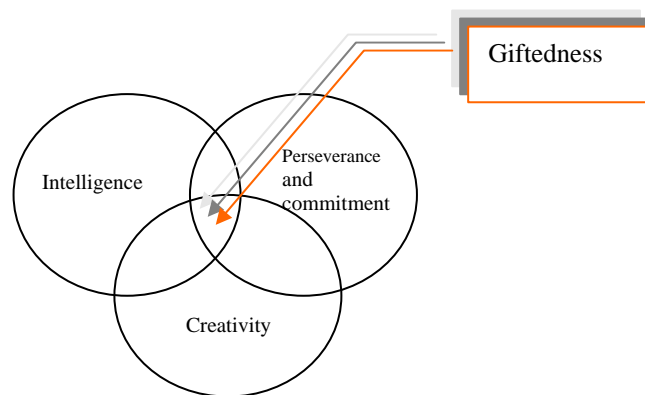 Giftedness
Intelligence
Perseverance
and
commitment
Creativity